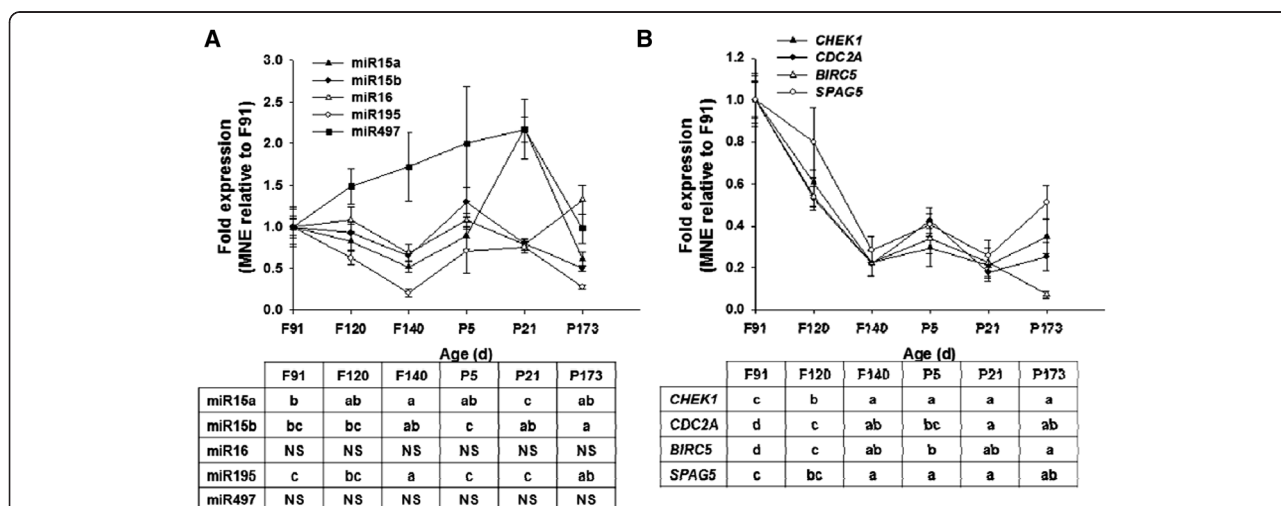 A
Fold expression
(MNE relative to F91)
3.0
2.5
2.0
1.5
1.0
0.5
0.0
miR15a
miR15b
miR16
miR195
miR497
F91 F120 F140 P5 P21 P173
Age (d)
F91 F120 F140 P5 P21 P173
miR15a b ab a ab c ab
miR15b bc bc ab c ab a
miR16 NS NS NS NS NS NS
miR195 c bc a c c ab
miR497 NS NS NS NS NS NS
B
Fold expression
(MNE relative to F91)
1.2
1.0
0.8
0.6
0.4
0.2
0.0
CHEK1
CDC2A
BIRC5
SPAG5
F91 F120 F140 P5 P21 P173
Age (d)
F91 F120 F140 P5 P21 P173
CHEK1 c b a a a a
CDC2A d c ab bc a ab
BIRC5 d c ab b ab a
SPAG5 c bc a a a ab